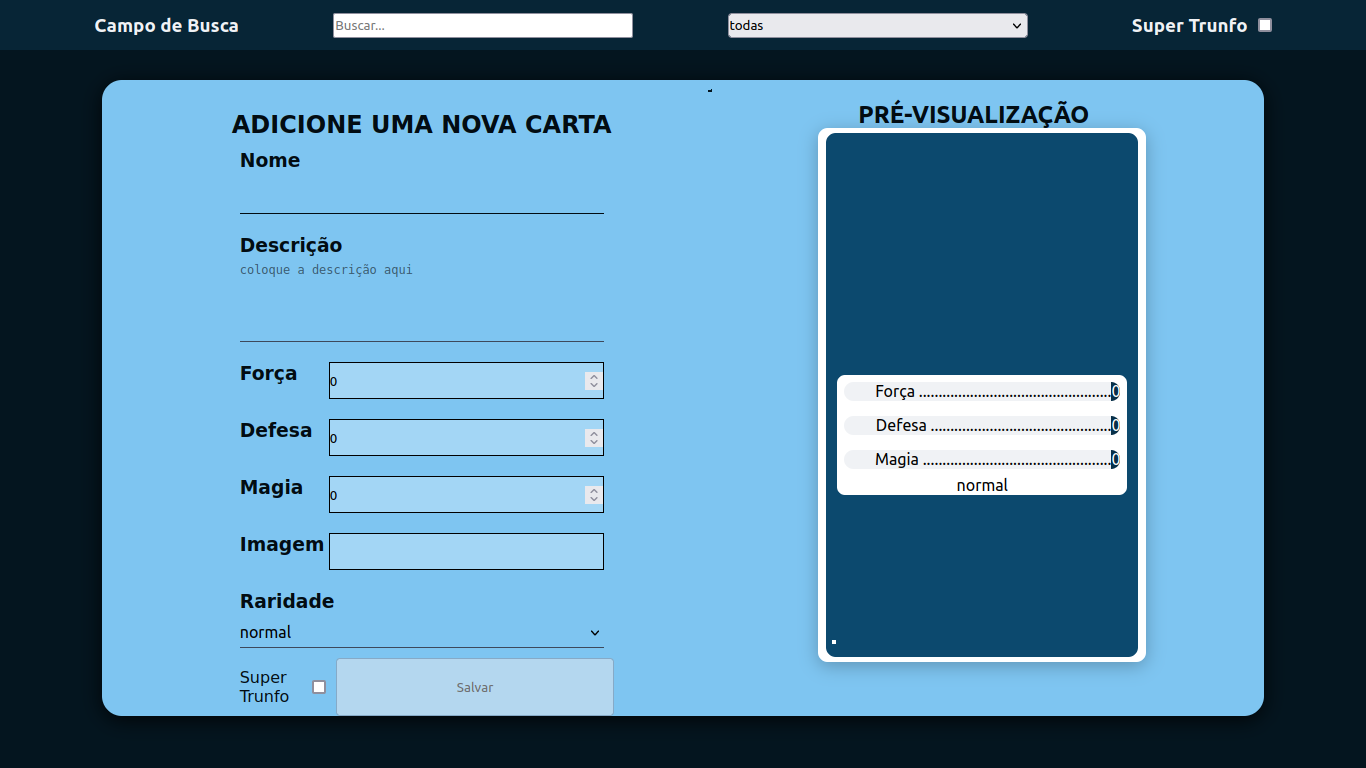 Campo de Busca
Buscar...
todas
Super Trunfo
ADICIONE UMA NOVA CARTA
Nome
Descrição
coloque a descrição aqui
Força
0
Defesa
0
Magia
0
Imagem
Raridade
normal
Super
Trunfo
Salvar
PRÉ-VISUALIZAÇÃO
Força .................................................0
Defesa ..............................................0
Magia ................................................0
normal